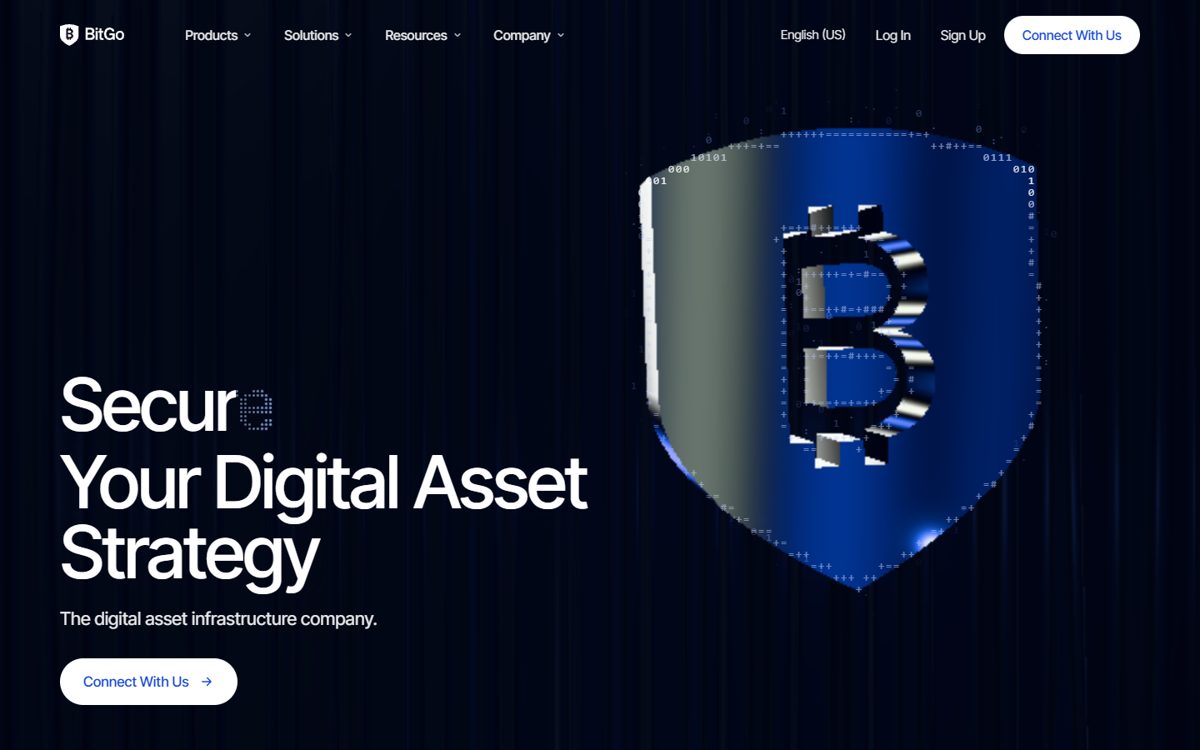 BitGo
Products
Solutions
Resources
Company
English (US)
Log In
Sign Up
Connect With Us
Secure
Your Digital Asset
Strategy
The digital asset infrastructure company.
Connect With Us →